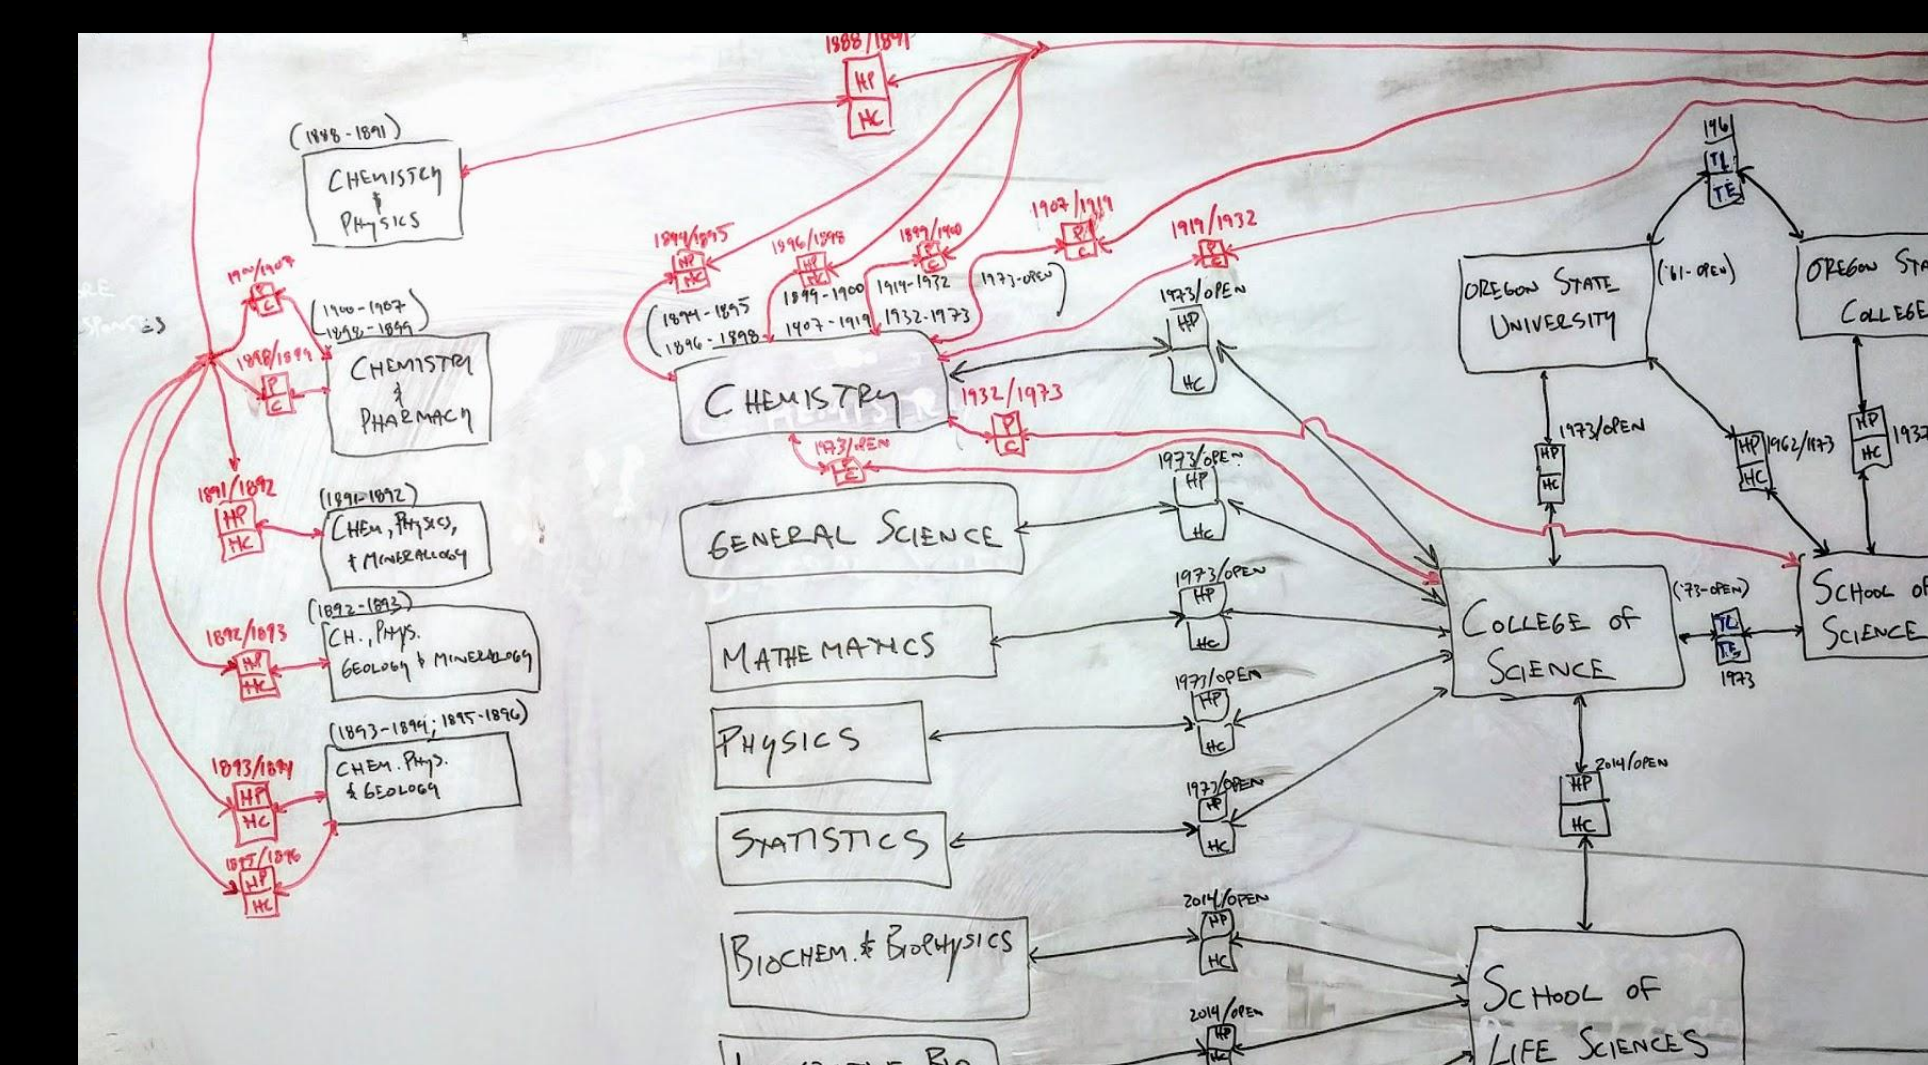 1888/1891
HP
HC
(1888-1891)
CHEMISTRY
&
PHYSICS
196
TL
TE
1894/1895
HP
HC
1896/1898
HP
HC
1899/1900
P
C
1907/1919
P
C
1919/1932
P
C
OREGON STATE
UNIVERSITY
('61-OPEN)
OREGON STA
COLLEGE
1900/1907
P
C
(1900-1907)
1898-1899
1898/1899
P
C
CHEMISTRY
&
PHARMACY
(1894-1895
1896-1898
1899-1900
1907-1919
1919-1932
1932-1973
1973-OPEN)
CHEMISTRY
1973/OPEN
HP
HC
1932/1973
P
C
1973/OPEN
P
C
1973/OPEN
HP
HC
HP
HC
1962/1973
HP
HC
1932
1891/1892
HP
HC
(1891-1892)
CHEM, PHYSICS,
& MINERALLOGY
GENERAL SCIENCE
1973/OPEN
HP
HC
1892/1893
HP
HC
(1892-1893)
CH., PHYS.
GEOLOGY & MINERALOGY
MATHEMATICS
1973/OPEN
HP
HC
COLLEGE OF
SCIENCE
('73-OPEN)
TL
TE
1973
SCHOOL OF
SCIENCE
1893/1894
HP
HC
(1893-1894; 1895-1896)
CHEM. PHYS.
& GEOLOGY
PHYSICS
1973/OPEN
HP
HC
1895/1896
HP
HC
STATISTICS
1973/OPEN
HP
HC
2014/OPEN
HP
HC
BIOCHEM. & BIOPHYSICS
2014/OPEN
HP
HC
SCHOOL OF
LIFE SCIENCES
2014/OPEN
HP
HC
BIO